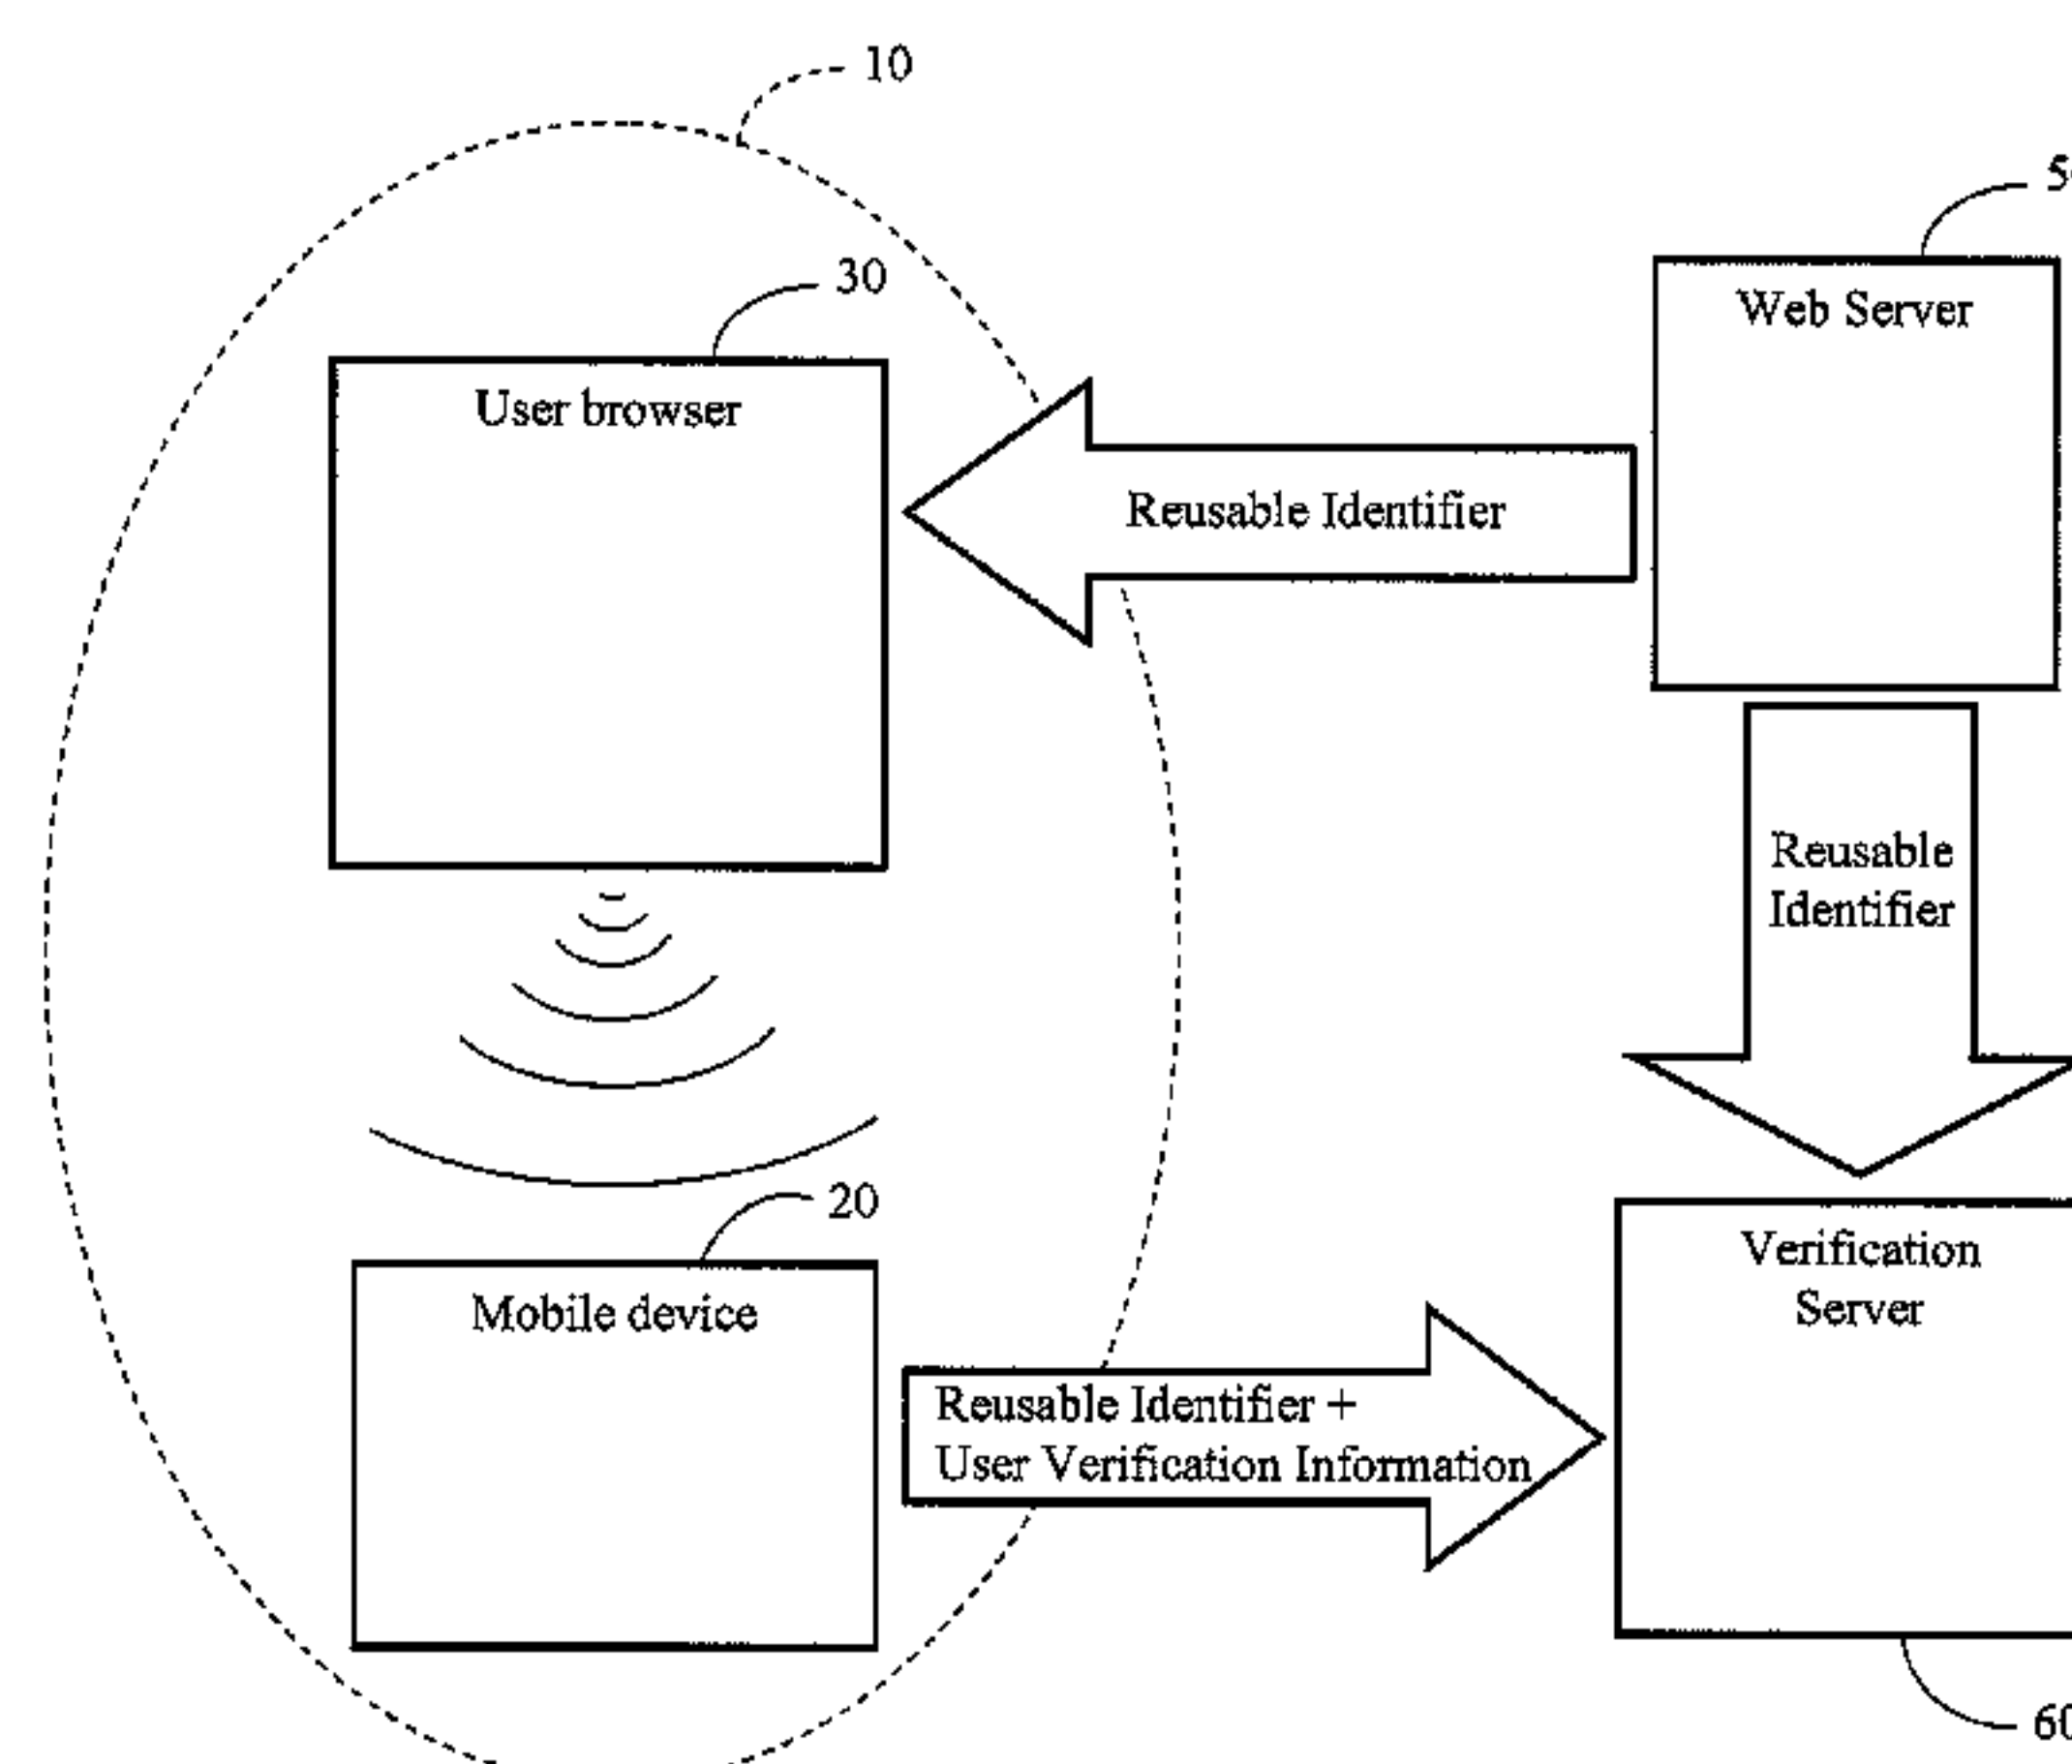 10
30
User browser
Web Server
Reusable Identifier
Reusable
Identifier
20
Mobile device
Verification
Server
Reusable Identifier +
User Verification Information
60